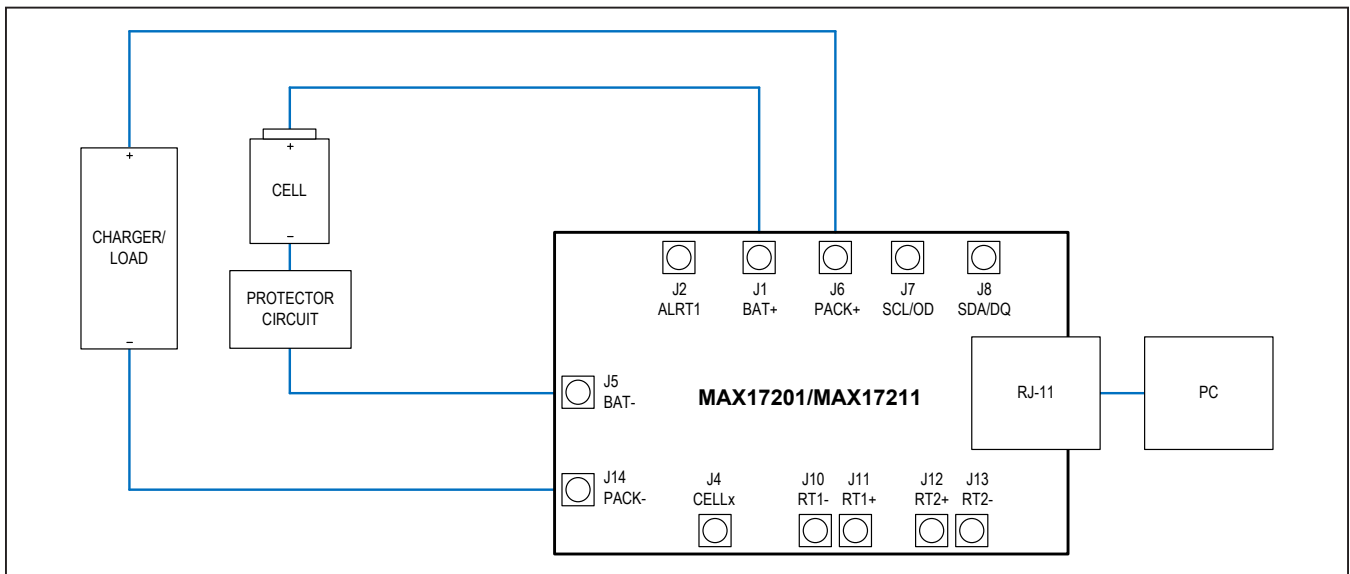 +
CHARGER/
LOAD
–
+
CELL
–
PROTECTOR
CIRCUIT
J2
ALRT1
J1
BAT+
J6
PACK+
J7
SCL/OD
J8
SDA/DQ
J5
BAT-
MAX17201/MAX17211
RJ-11
PC
J14
PACK-
J4
CELLx
J10
RT1-
J11
RT1+
J12
RT2+
J13
RT2-